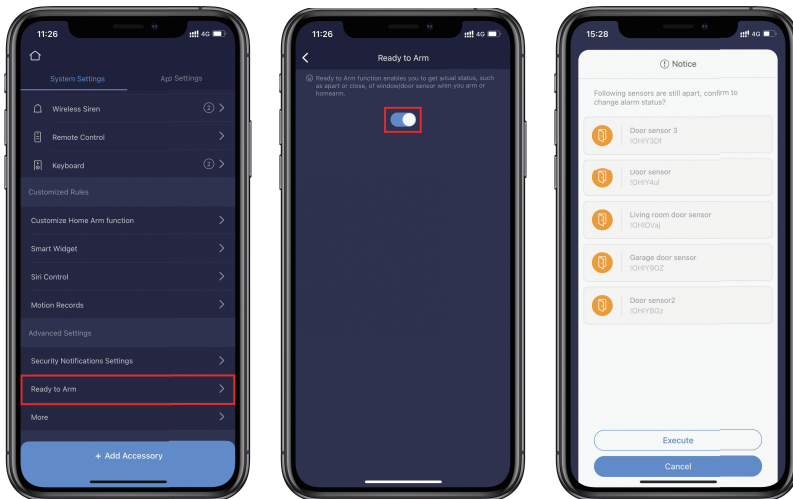 11:26
4G
System Settings
App Settings
Wireless Siren
2
Remote Control
Keyboard
2
Customized Rules
Customize Home Arm function
Smart Widget
Siri Control
Motion Records
Advanced Settings
Security Notifications Settings
Ready to Arm
More
+ Add Accessory
11:26
4G
Ready to Arm
Ready to Arm function enables you to get actual status, such
as apart or close, of window/door sensor when you arm or
homearm.
15:28
4G
Notice
Following sensors are still apart, confirm to
change alarm status?
Door sensor 3
!OHIY3Df
Door sensor
!OHIY4ul
Living room door sensor
!OHIOVaj
Garage door sensor
!OHIY9OZ
Door sensor2
!OHIYBGz
Execute
Cancel